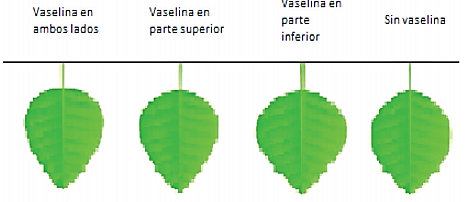 Vaselina en
ambos lados
Vaselina en
parte superior
Vaselina en
parte
inferior
Sin vaselina